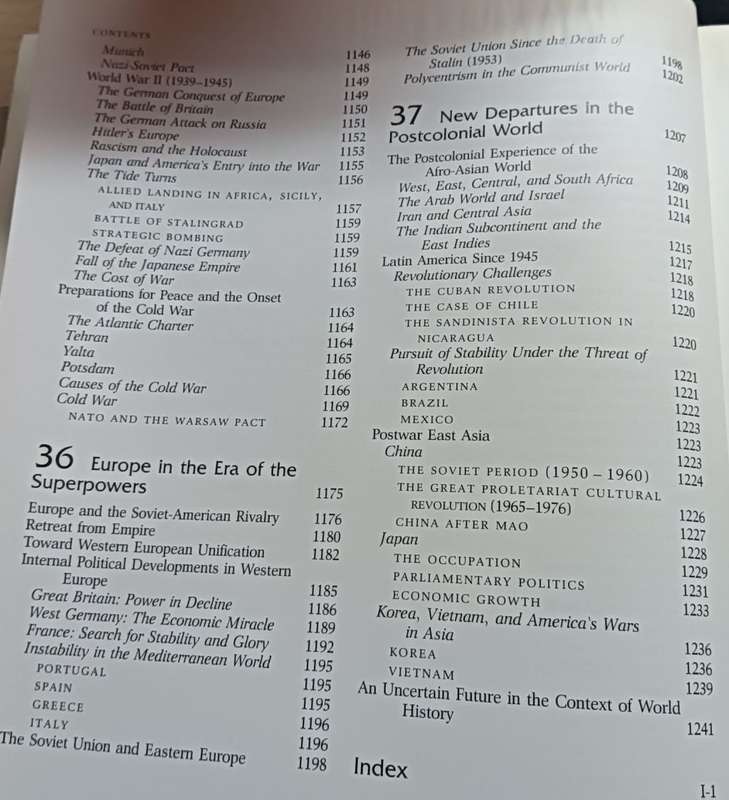 CONTENTS
Munich 1146
Nazi-Soviet Pact 1148
World War II (1939–1945) 1149
The German Conquest of Europe 1149
The Battle of Britain 1150
The German Attack on Russia 1151
Hitler's Europe 1152
Rascism and the Holocaust 1153
Japan and America's Entry into the War 1155
The Tide Turns 1156
ALLIED LANDING IN AFRICA, SICILY,
AND ITALY 1157
BATTLE OF STALINGRAD 1159
STRATEGIC BOMBING 1159
The Defeat of Nazi Germany 1159
Fall of the Japanese Empire 1161
The Cost of War 1163
Preparations for Peace and the Onset
of the Cold War 1163
The Atlantic Charter 1164
Tehran 1164
Yalta 1165
Potsdam 1166
Causes of the Cold War 1166
Cold War 1169
NATO AND THE WARSAW PACT 1172
36 Europe in the Era of the
Superpowers 1175
Europe and the Soviet-American Rivalry 1176
Retreat from Empire 1180
Toward Western European Unification 1182
Internal Political Developments in Western
Europe 1185
Great Britain: Power in Decline 1186
West Germany: The Economic Miracle 1189
France: Search for Stability and Glory 1192
Instability in the Mediterranean World 1195
PORTUGAL 1195
SPAIN 1195
GREECE 1196
ITALY 1196
The Soviet Union and Eastern Europe 1198
The Soviet Union Since the Death of
Stalin (1953) 1198
Polycentrism in the Communist World 1202
37 New Departures in the
Postcolonial World 1207
The Postcolonial Experience of the
Afro-Asian World 1208
West, East, Central, and South Africa 1209
The Arab World and Israel 1211
Iran and Central Asia 1214
The Indian Subcontinent and the
East Indies 1215
Latin America Since 1945 1217
Revolutionary Challenges 1218
THE CUBAN REVOLUTION 1218
THE CASE OF CHILE 1220
THE SANDINISTA REVOLUTION IN
NICARAGUA 1220
Pursuit of Stability Under the Threat of
Revolution 1221
ARGENTINA 1221
BRAZIL 1222
MEXICO 1223
Postwar East Asia 1223
China 1223
THE SOVIET PERIOD (1950–1960) 1224
THE GREAT PROLETARIAT CULTURAL
REVOLUTION (1965–1976) 1226
CHINA AFTER MAO 1227
Japan 1228
THE OCCUPATION 1229
PARLIAMENTARY POLITICS 1231
ECONOMIC GROWTH 1233
Korea, Vietnam, and America's Wars
in Asia 1236
KOREA 1236
VIETNAM 1239
An Uncertain Future in the Context of World
History 1241
Index I-1